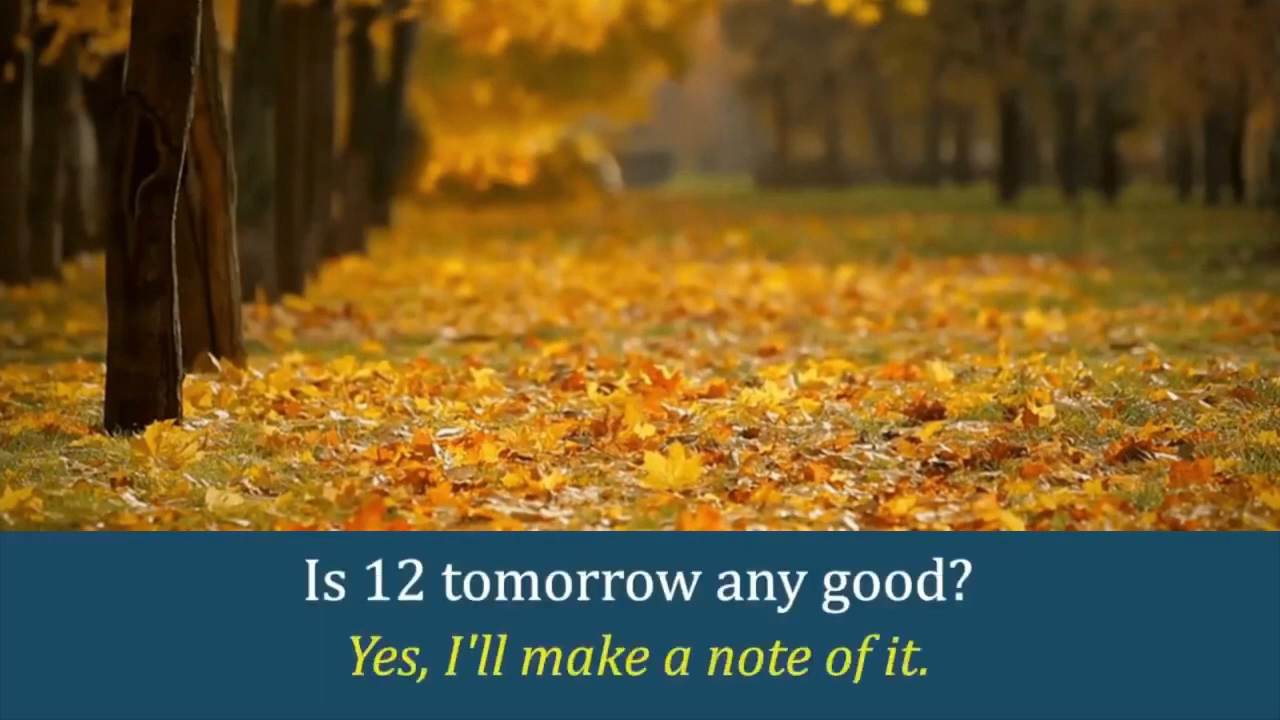 Is 12 tomorrow any good?
Yes, I'll make a note of it.